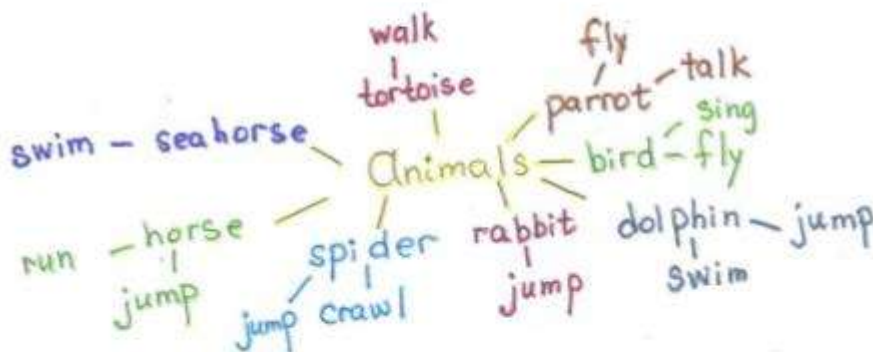 walk
tortoise
fly
parrot – talk
swim – seahorse
animals
bird – sing
fly
run – horse
jump
spider
jump crawl
rabbit
jump
dolphin – jump
swim